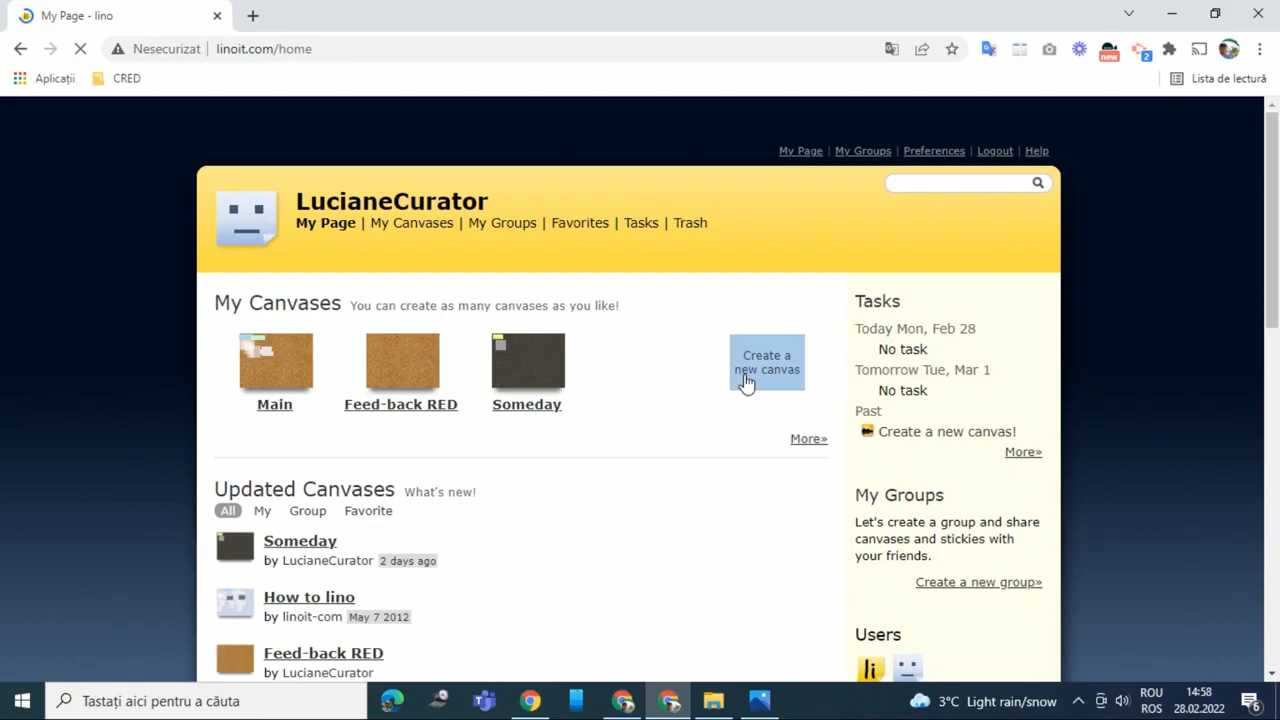 My Page - lino
Nesecurizat linoit.com/home
new
2
Aplicații CRED Lista de lectură
My Page | My Groups | Preferences | Logout | Help
LucianeCurator
My Page | My Canvases | My Groups | Favorites | Tasks | Trash
My Canvases You can create as many canvases as you like!
Create a
new canvas
Main Feed-back RED Someday
More»
Updated Canvases What's new!
All My Group Favorite
Someday
by LucianeCurator 2 days ago
How to lino
by linoit-com May 7 2012
Feed-back RED
by LucianeCurator
Tasks
Today Mon, Feb 28
No task
Tomorrow Tue, Mar 1
No task
Past
Create a new canvas!
More»
My Groups
Let's create a group and share
canvases and stickies with
your friends.
Create a new group»
Users
li
Tastați aici pentru a căuta
3°C Light rain/snow
ROU
ROS
14:58
28.02.2022
6